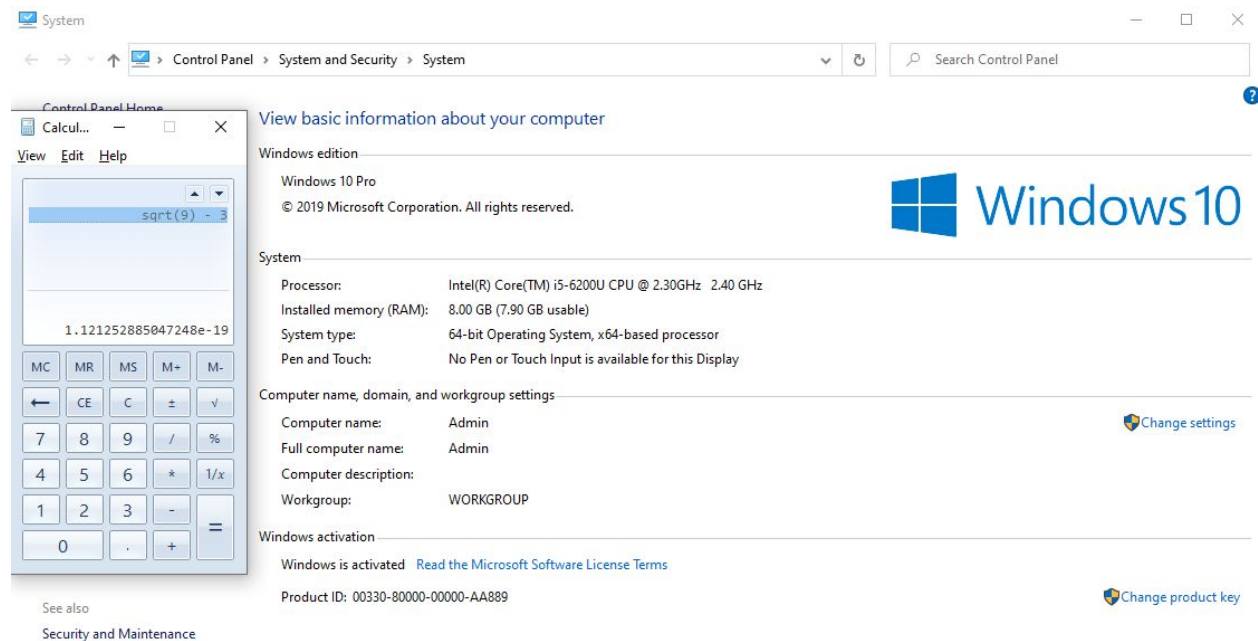 System
Control Panel > System and Security > System
Search Control Panel
?
Control Panel Home
Calcul...
View Edit Help
sqrt(9) - 3
1.121252885047248e-19
MC MR MS M+ M-
← CE C ± √
7 8 9 / %
4 5 6 * 1/x
1 2 3 - =
0 . +
See also
Security and Maintenance
View basic information about your computer
Windows edition
Windows 10 Pro
© 2019 Microsoft Corporation. All rights reserved.
Windows 10
System
Processor: Intel(R) Core(TM) i5-6200U CPU @ 2.30GHz 2.40 GHz
Installed memory (RAM): 8.00 GB (7.90 GB usable)
System type: 64-bit Operating System, x64-based processor
Pen and Touch: No Pen or Touch Input is available for this Display
Computer name, domain, and workgroup settings
Computer name: Admin
Change settings
Full computer name: Admin
Computer description:
Workgroup: WORKGROUP
Windows activation
Windows is activated Read the Microsoft Software License Terms
Product ID: 00330-80000-00000-AA889
Change product key